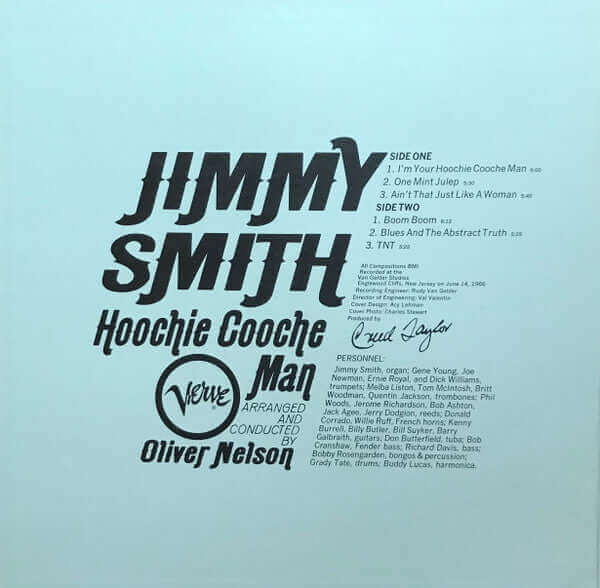 JIMMY
SMITH
Hoochie Cooche
Man
Verve
ARRANGED
AND
CONDUCTED
BY
Oliver Nelson
SIDE ONE
1. I'm Your Hoochie Cooche Man
2. One Mint Julep 5:30
3. Ain't That Just Like A Woman 5:40
SIDE TWO
1. Boom Boom
2. Blues And The Abstract Truth
3. TNT
All Compositions BMI
Recorded at the
Van Gelder Studios
Englewood Cliffs, New Jersey on June 14, 1966
Recording Engineer: Rudy Van Gelder
Director of Engineering: Val Valentin
Cover Design: Acy Lehman
Cover Photo: Charles Stewart
Produced by
Creed Taylor
PERSONNEL:
Jimmy Smith, organ; Gene Young, Joe
Newman, Ernie Royal, and Dick Williams,
trumpets; Melba Liston, Tom McIntosh, Britt
Woodman, Quentin Jackson, trombones; Phil
Woods, Jerome Richardson, Bob Ashton,
Jack Agee, Jerry Dodgion, reeds; Donald
Corrado, Willie Ruff, French horns; Kenny
Burrell, Billy Butler, Bill Suyker, Barry
Galbraith, guitars; Don Butterfield, tuba; Bob
Cranshaw, Fender bass; Richard Davis, bass;
Bobby Rosengarden, bongos & percussion;
Grady Tate, drums; Buddy Lucas, harmonica.